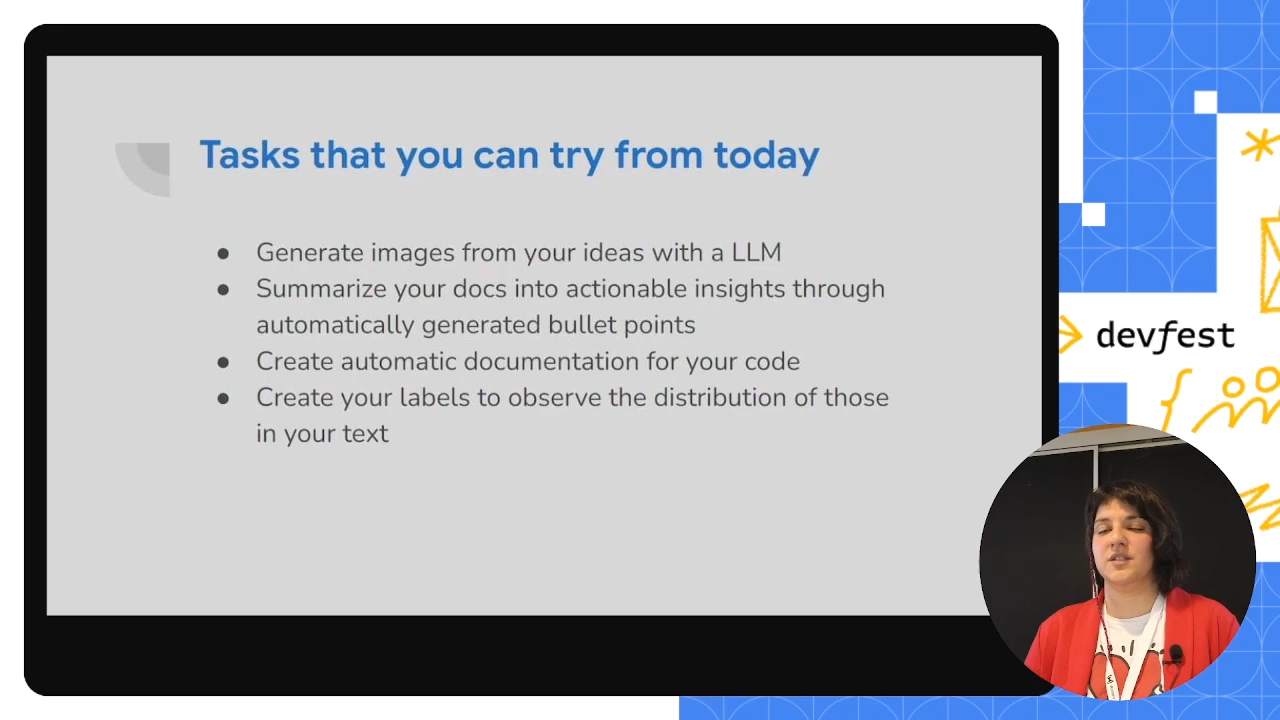 Tasks that you can try from today
● Generate images from your ideas with a LLM
● Summarize your docs into actionable insights through
automatically generated bullet points
● Create automatic documentation for your code
● Create your labels to observe the distribution of those
in your text
devfest